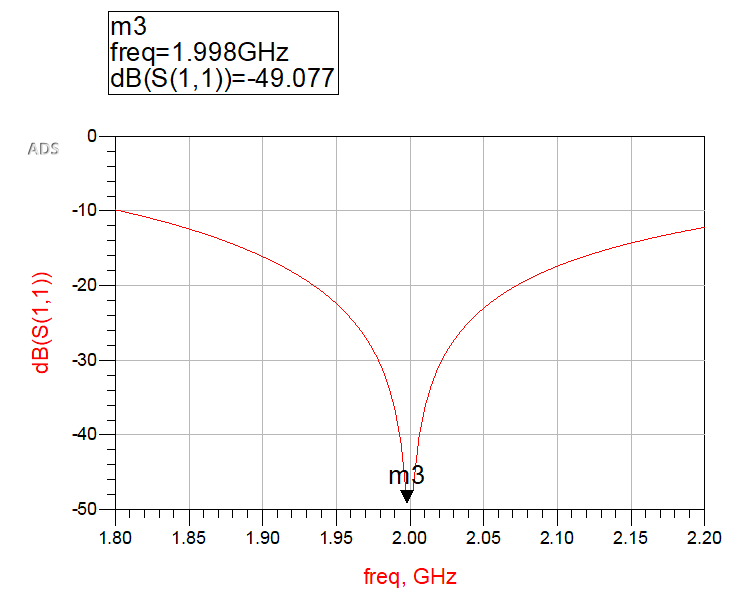 m3
freq=1.998GHz
dB(S(1,1))=-49.077
ADS
0
-10
-20
-30
-40
-50
dB(S(1,1))
m3
1.80 1.85 1.90 1.95 2.00 2.05 2.10 2.15 2.20
freq, GHz